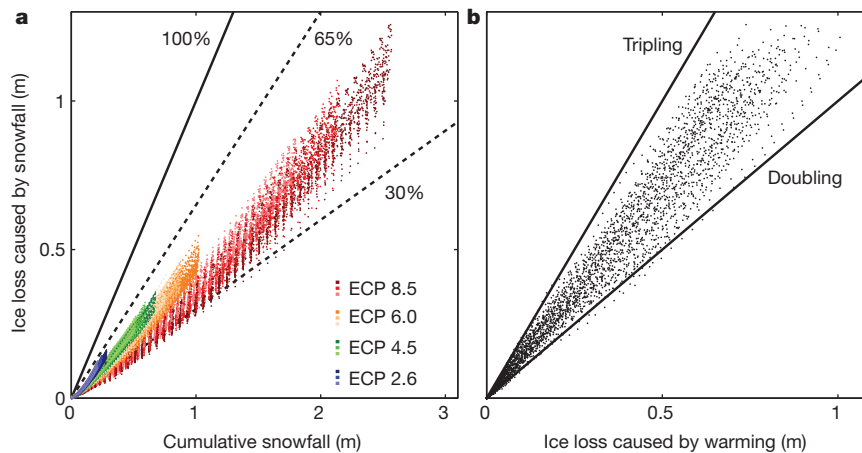 a
100%
65%
30%
Ice loss caused by snowfall (m)
1
0.5
0
0
1
2
3
Cumulative snowfall (m)
ECP 8.5
ECP 6.0
ECP 4.5
ECP 2.6
b
Tripling
Doubling
0
0.5
1
Ice loss caused by warming (m)